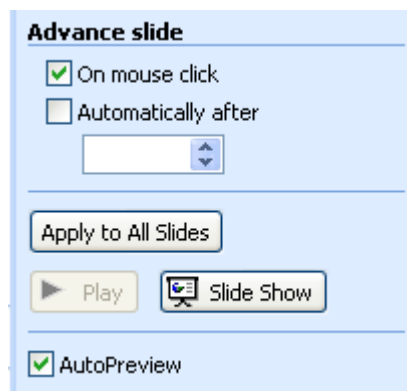 Advance slide
On mouse click
Automatically after
Apply to All Slides
Play Slide Show
AutoPreview